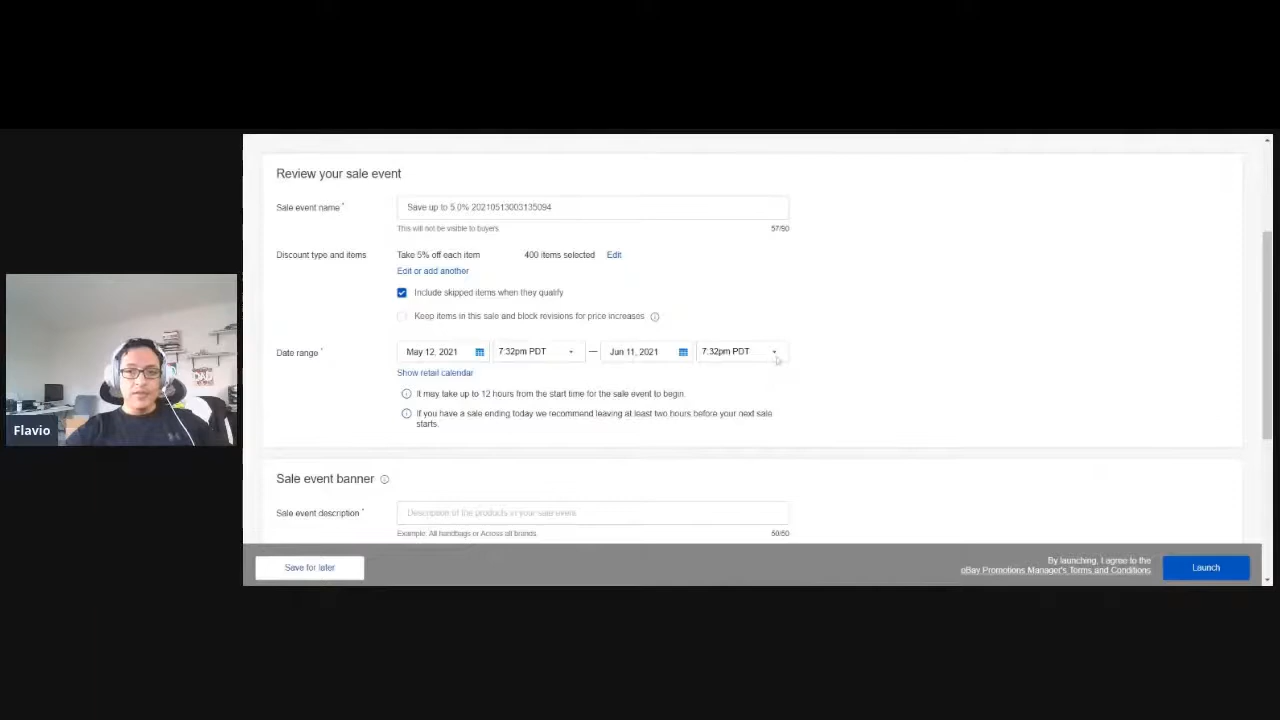 Review your sale event
Sale event name *
Save up to 5.0% 20210513003135094
This will not be visible to buyers
57/90
Discount type and items
Take 5% off each item
400 items selected
Edit
Edit or add another
Include skipped items when they qualify
Keep items in this sale and block revisions for price increases
Date range *
May 12, 2021
7:32pm PDT
—
Jun 11, 2021
7:32pm PDT
Show retail calendar
It may take up to 12 hours from the start time for the sale event to begin.
If you have a sale ending today we recommend leaving at least two hours before your next sale
starts.
Flavio
DAD
Sale event banner
Sale event description *
Description of the products in your sale event
Example: All handbags or Across all brands
50/50
Save for later
By launching, I agree to the
eBay Promotions Manager's Terms and Conditions
Launch